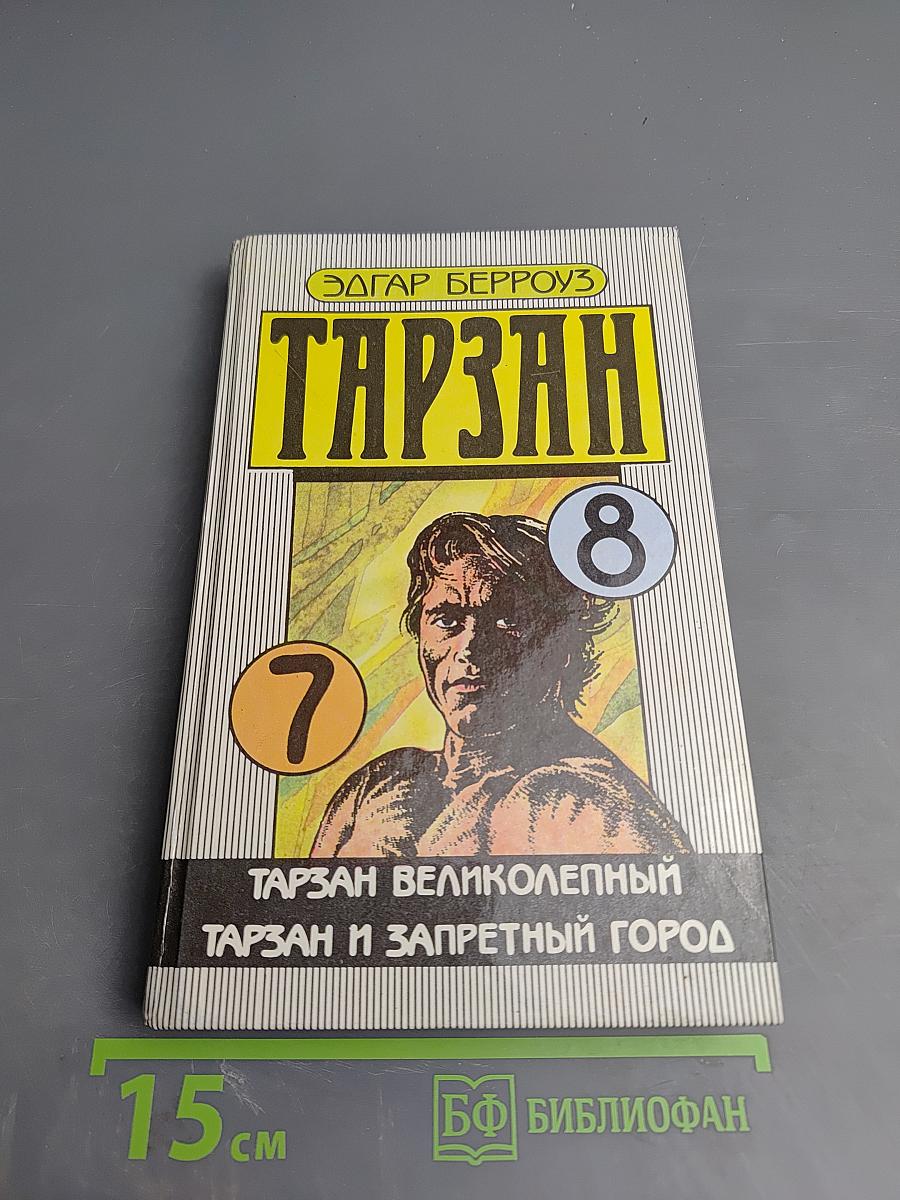 ЭДГАР БЕРРОУЗ
ТАРЗАН
8
7
ТАРЗАН ВЕЛИКОЛЕПНЫЙ
ТАРЗАН И ЗАПРЕТНЫЙ ГОРОД
15 см
БФ БИБЛИОФАН